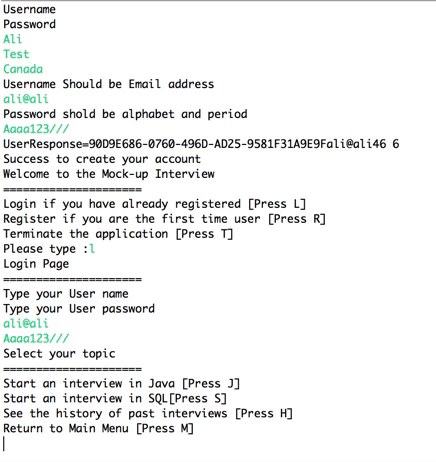 Username
Password
Ali
Test
Canada
Username Should be Email address
ali@ali
Password shold be alphabet and period
Aaaa123///
UserResponse=90D9E686-0760-496D-AD25-9581F31A9E9Fali@ali46 6
Success to create your account
Welcome to the Mock-up Interview
=====================
Login if you have already registered [Press L]
Register if you are the first time user [Press R]
Terminate the application [Press T]
Please type :l
Login Page
=====================
Type your User name
Type your User password
ali@ali
Aaaa123///
Select your topic
=====================
Start an interview in Java [Press J]
Start an interview in SQL[Press S]
See the history of past interviews [Press H]
Return to Main Menu [Press M]